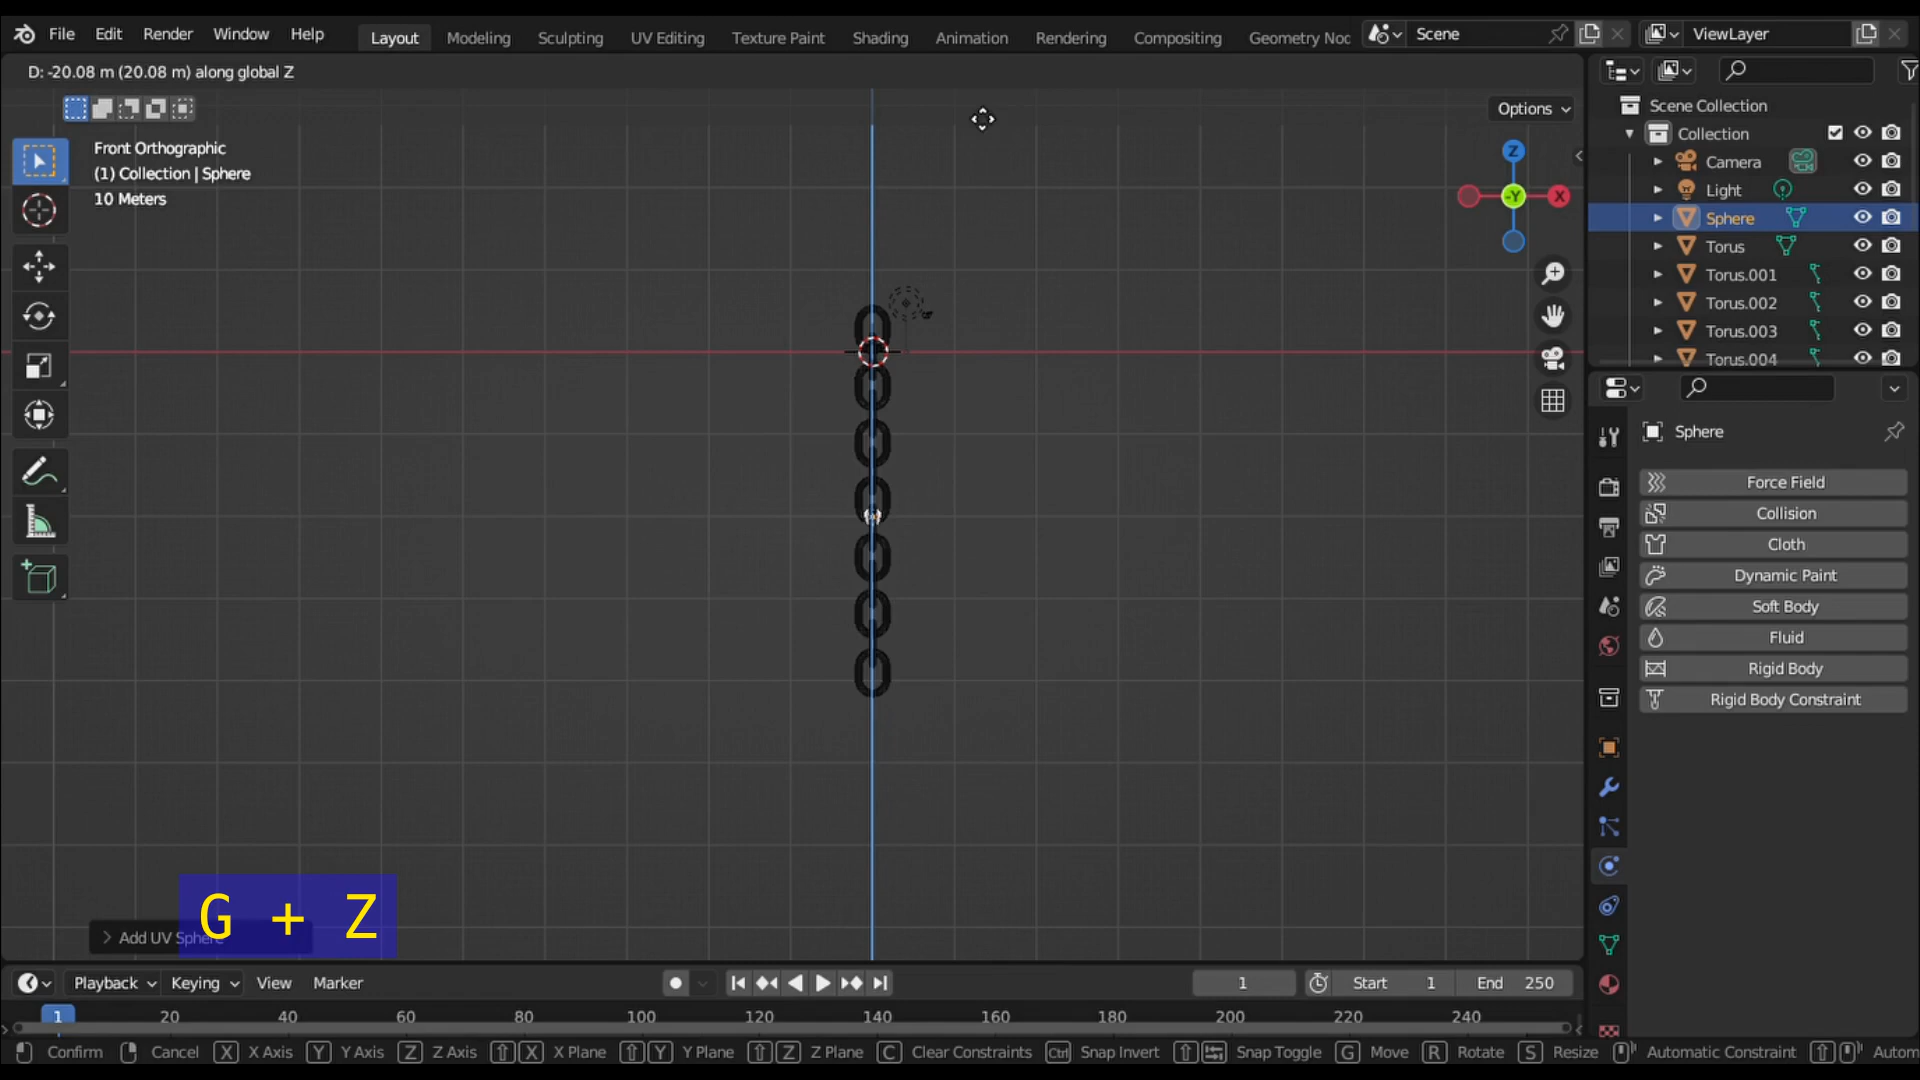 File Edit Render Window Help Layout Modeling Sculpting UV Editing Texture Paint Shading Animation Rendering Compositing Geometry Noc Scene ViewLayer
D: -20.08 m (20.08 m) along global Z
Options
Front Orthographic
(1) Collection | Sphere
10 Meters
Z
-Y
X
Scene Collection
Collection
Camera
Light
Sphere
Torus
Torus.001
Torus.002
Torus.003
Torus.004
Sphere
Force Field
Collision
Cloth
Dynamic Paint
Soft Body
Fluid
Rigid Body
Rigid Body Constraint
G + Z
Add UV Sphere
Playback Keying View Marker 1 Start 1 End 250
1 20 40 60 80 100 120 140 160 180 200 220 240
Confirm Cancel X X Axis Y Y Axis Z Z Axis X X Plane Y Y Plane Z Z Plane C Clear Constraints Ctrl Snap Invert Snap Toggle G Move R Rotate S Resize Automatic Constraint Autom